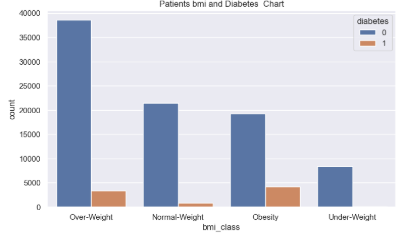 Patients bmi and Diabetes Chart
diabetes
0
1
40000
35000
30000
25000
20000
15000
10000
5000
0
count
Over-Weight
Normal-Weight
Obesity
Under-Weight
bmi_class